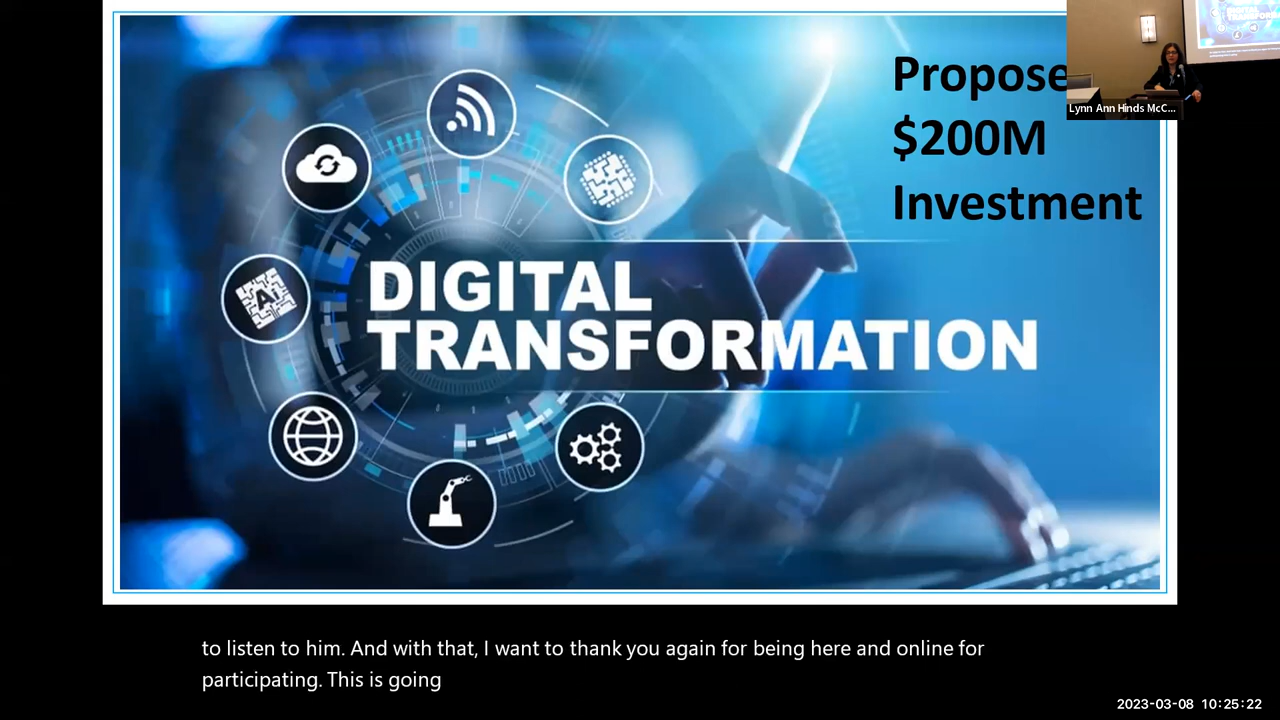 Propose
$200M
Investment
Lynn Ann Hinds McC...
Ai
DIGITAL
TRANSFORMATION
to listen to him. And with that, I want to thank you again for being here and online for
participating. This is going
2023-03-08 10:25:22